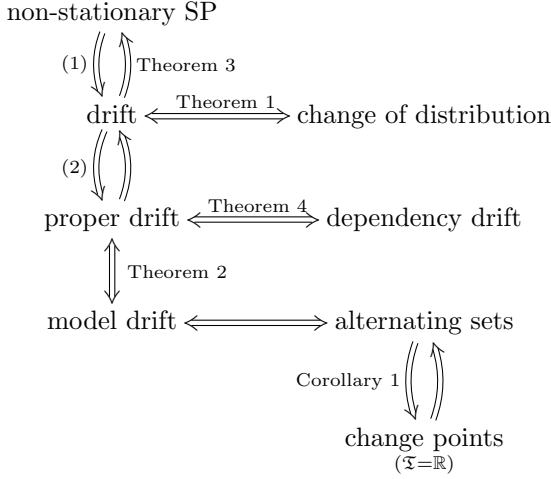 non-stationary SP
(1)
Theorem 3
drift
Theorem 1
change of distribution
(2)
proper drift
Theorem 4
dependency drift
Theorem 2
model drift
alternating sets
Corollary 1
change points
(𝔗=ℝ)